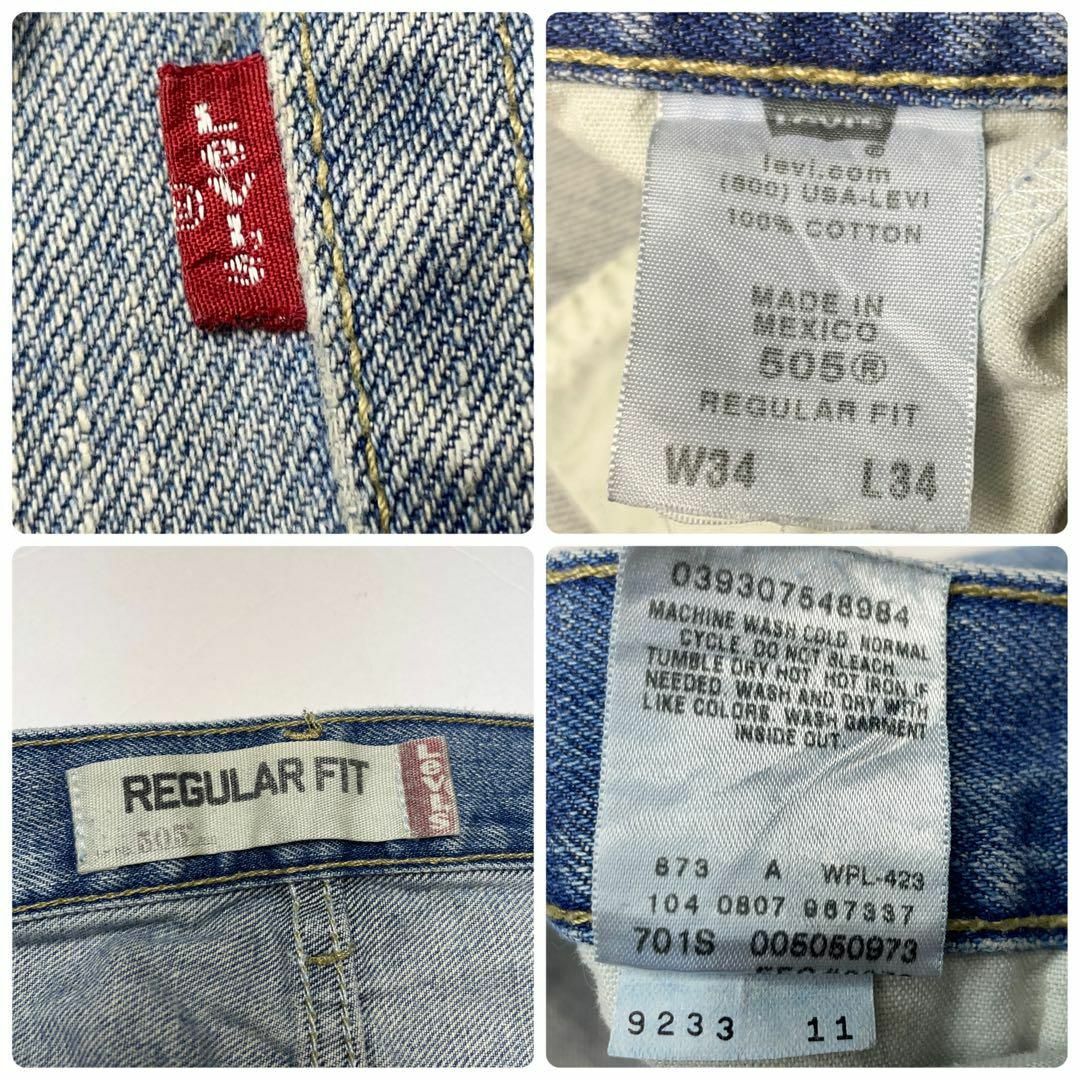 LEVI'S
®
LEVI'S
®
levi.com
(800) USA-LEVI
100% COTTON
MADE IN
MEXICO
505®
REGULAR FIT
W34 L34
REGULAR FIT
505
LEVI'S
039307548984
MACHINE WASH COLD, NORMAL
CYCLE. DO NOT BLEACH.
TUMBLE DRY HOT, HOT IRON IF
NEEDED, WASH AND DRY WITH
LIKE COLORS, WASH GARMENT
INSIDE OUT.
873 A WPL-423
104 0807 967337
701S 005050973
9233 11